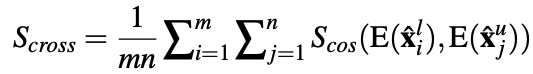 $S_{cross} = \frac{1}{mn} \sum_{i=1}^{m} \sum_{j=1}^{n} S_{cos}(\mathrm{E}(\hat{\mathbf{x}}_i^l), \mathrm{E}(\hat{\mathbf{x}}_j^u))$